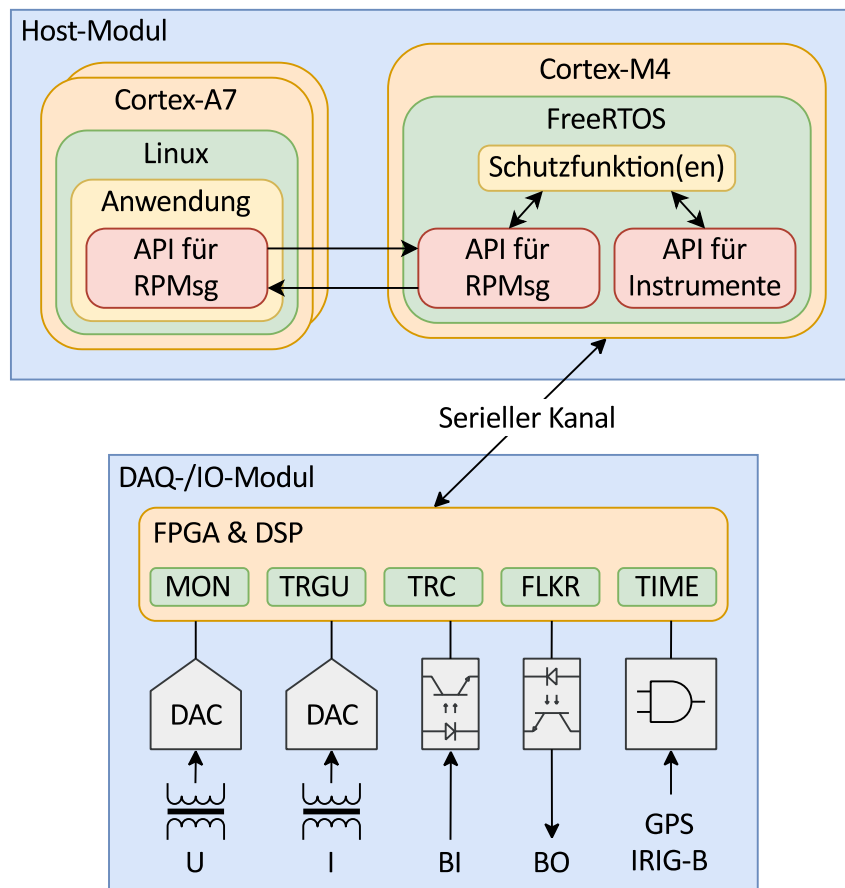 Host-Modul
Cortex-A7
Linux
Anwendung
API für
RPMsg
Cortex-M4
FreeRTOS
Schutzfunktion(en)
API für
RPMsg
API für
Instrumente
Serieller Kanal
DAQ-/IO-Modul
FPGA & DSP
MON
TRGU
TRC
FLKR
TIME
DAC
DAC
U
I
BI
BO
GPS
IRIG-B